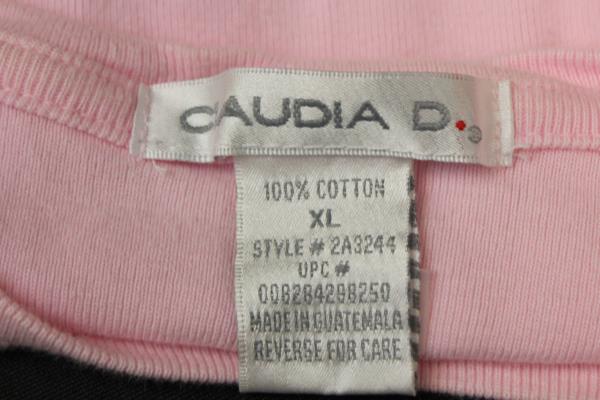 CAUDIA D.®
100% COTTON
XL
STYLE # 2A3244
UPC #
008284298250
MADE IN GUATEMALA
REVERSE FOR CARE